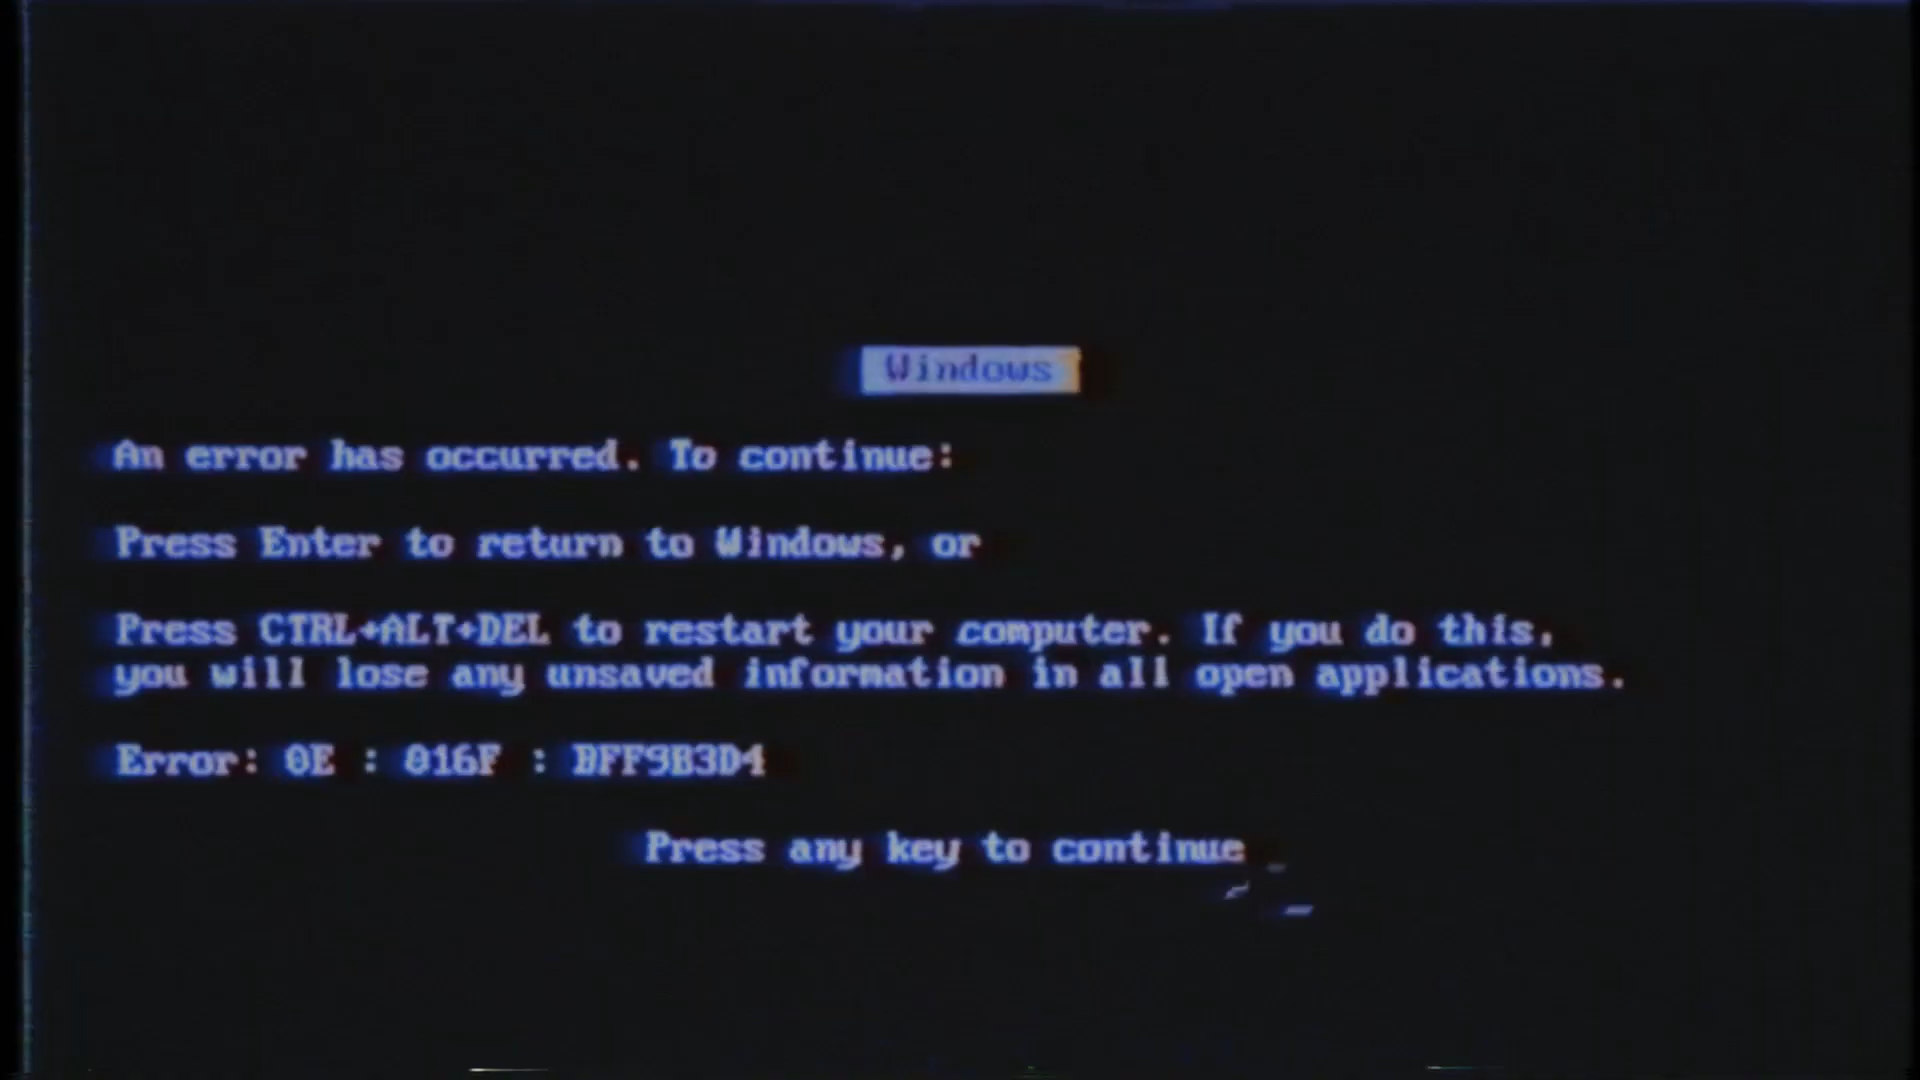 Windows
An error has occurred. To continue:
Press Enter to return to Windows, or
Press CTRL+ALT+DEL to restart your computer. If you do this,
you will lose any unsaved information in all open applications.
Error: 0E : 016F : BFF9B3D4
Press any key to continue _